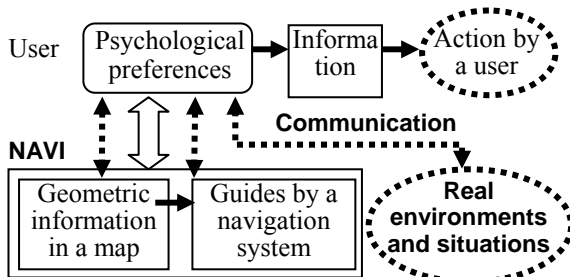 User
Psychological
preferences
Informa
tion
Action by
a user
Communication
NAVI
Geometric
information
in a map
Guides by a
navigation
system
Real
environments
and situations